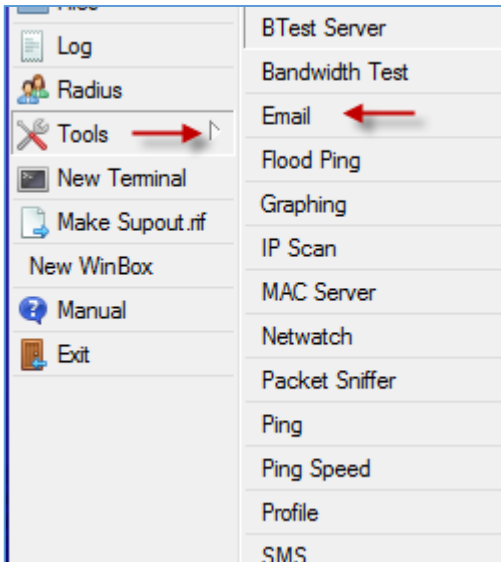 Log
Radius
Tools
New Terminal
Make Supout.rif
New WinBox
Manual
Exit
BTest Server
Bandwidth Test
Email
Flood Ping
Graphing
IP Scan
MAC Server
Netwatch
Packet Sniffer
Ping
Ping Speed
Profile
SMS